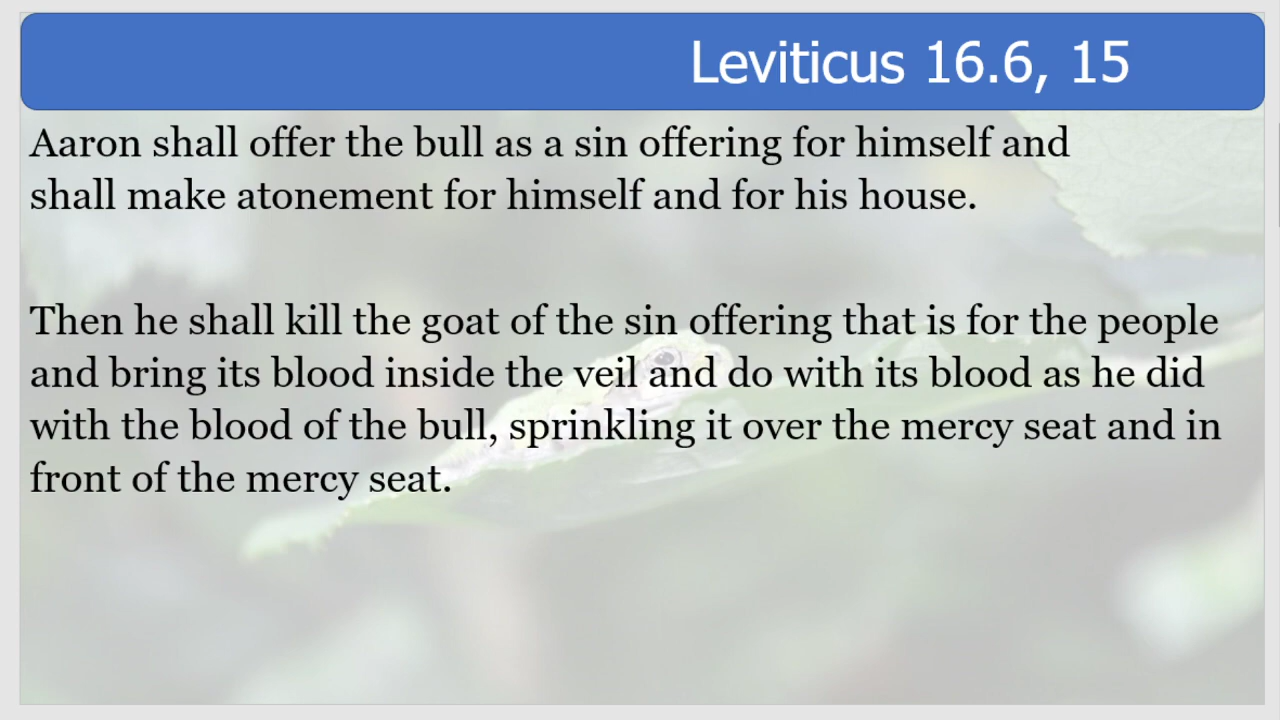 Leviticus 16.6, 15
Aaron shall offer the bull as a sin offering for himself and
shall make atonement for himself and for his house.
Then he shall kill the goat of the sin offering that is for the people
and bring its blood inside the veil and do with its blood as he did
with the blood of the bull, sprinkling it over the mercy seat and in
front of the mercy seat.